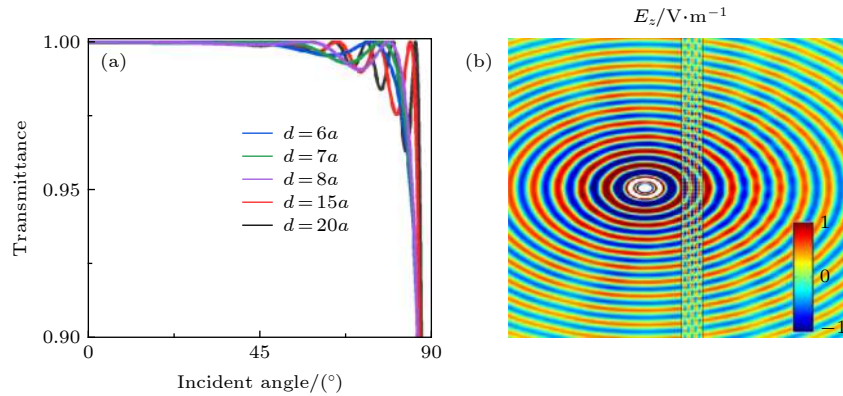 1.00
0.95
0.90
Transmittance
(a)
d = 6a
d = 7a
d = 8a
d = 15a
d = 20a
0
45
90
Incident angle/(°)
E_z/V·m⁻¹
(b)
1
0
−1